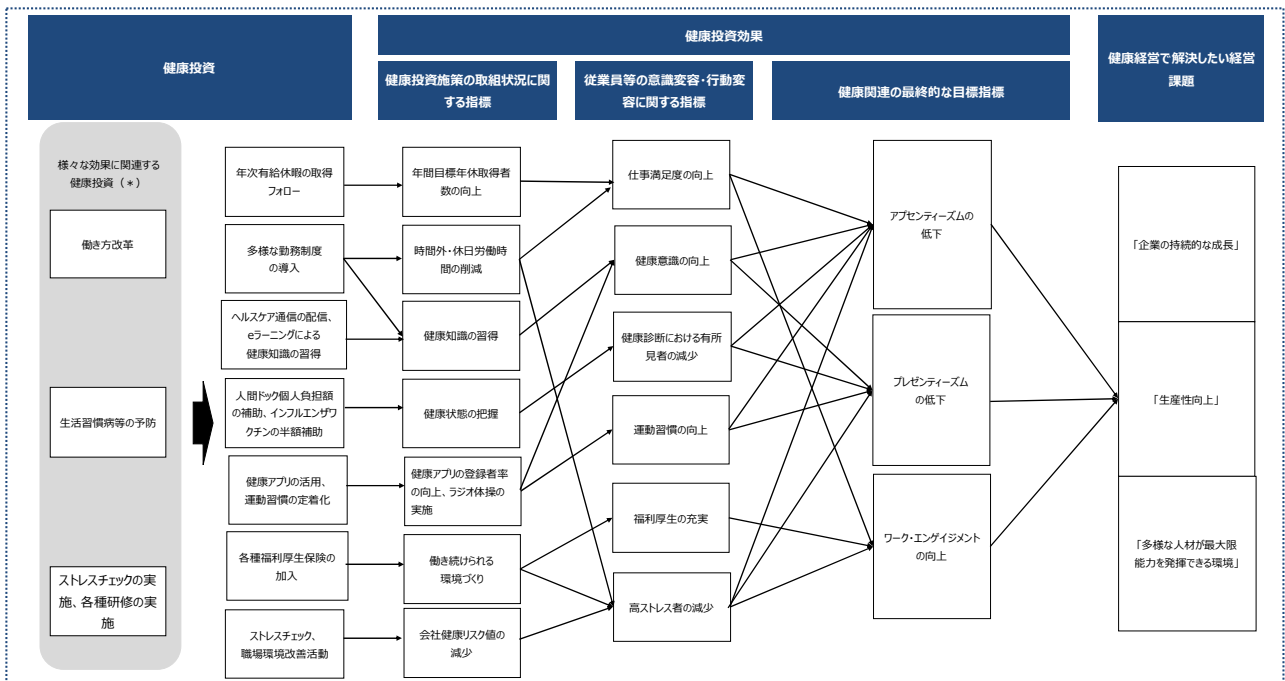 健康投資
健康投資効果
健康経営で解決したい経営
課題
健康投資施策の取組状況に関
する指標
従業員等の意識変容・行動変
容に関する指標
健康関連の最終的な目標指標
様々な効果に関連する
健康投資（＊）
働き方改革
生活習慣病等の予防
ストレスチェックの実
施、各種研修の実
施
年次有給休暇の取得
フォロー
多様な勤務制度
の導入
ヘルスケア通信の配信、
eラーニングによる
健康知識の習得
人間ドック個人負担額
の補助、インフルエンザワ
クチンの半額補助
健康アプリの活用、
運動習慣の定着化
各種福利厚生保険の
加入
ストレスチェック、
職場環境改善活動
年間目標年休取得者
数の向上
時間外・休日労働時
間の削減
健康知識の習得
健康状態の把握
健康アプリの登録者率
の向上、ラジオ体操の
実施
働き続けられる
環境づくり
会社健康リスク値の
減少
仕事満足度の向上
健康意識の向上
健康診断における有所
見者の減少
運動習慣の向上
福利厚生の充実
高ストレス者の減少
アブセンティーズムの
低下
プレゼンティーズム
の低下
ワーク・エンゲイジメント
の向上
「企業の持続的な成長」
「生産性向上」
「多様な人材が最大限
能力を発揮できる環境」